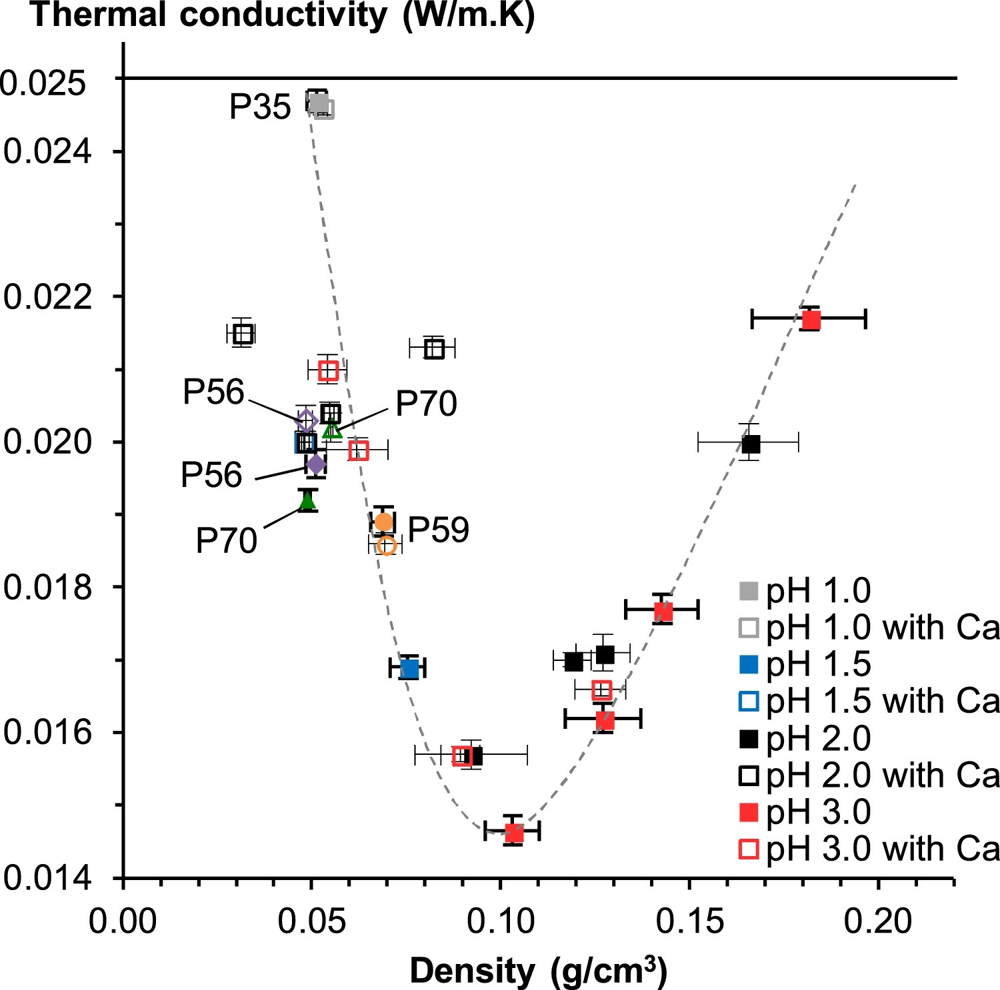 Thermal conductivity (W/m.K)
0.025
P35
0.024
0.022
P56
P70
0.020
P56
P59
P70
0.018
pH 1.0
pH 1.0 with Ca
pH 1.5
pH 1.5 with Ca
0.016
pH 2.0
pH 2.0 with Ca
pH 3.0
pH 3.0 with Ca
0.014
0.00 0.05 0.10 0.15 0.20
Density (g/cm³)